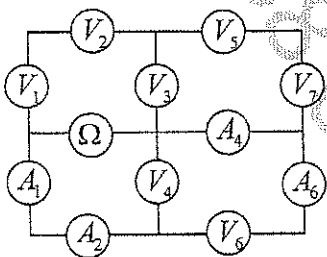 V₂ V₅
V₁ V₃ V₇
Ω A₄
A₁ V₄ A₆
A₂ V₆